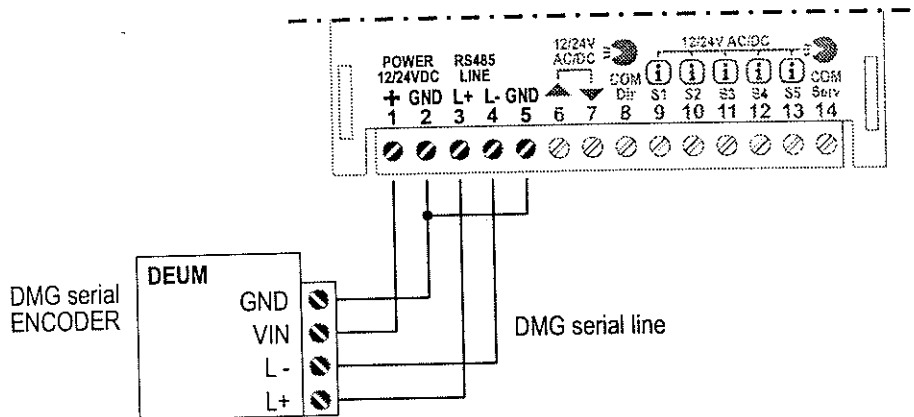 12/24V
AC/DC
12/24V AC/DC
POWER
12/24VDC
RS485
LINE
+ GND L+ L- GND
COM
Dir
S1 S2 S3 S4 S5
COM
Serv
1 2 3 4 5 6 7 8 9 10 11 12 13 14
DMG serial
ENCODER
DEUM
GND
VIN
L -
L+
DMG serial line